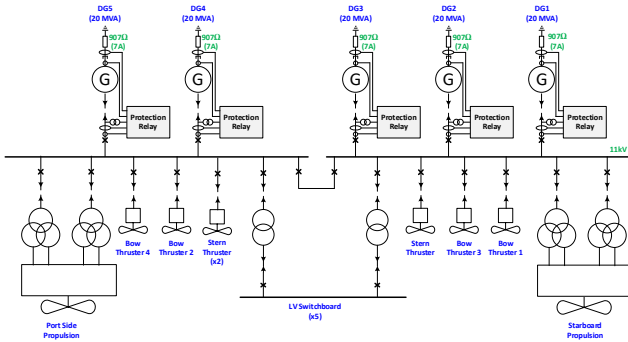 DG5
(20 MVA)
DG4
(20 MVA)
DG3
(20 MVA)
DG2
(20 MVA)
DG1
(20 MVA)
907Ω
(7A)
907Ω
(7A)
907Ω
(7A)
907Ω
(7A)
907Ω
(7A)
G
G
G
G
G
Protection
Relay
Protection
Relay
Protection
Relay
Protection
Relay
Protection
Relay
11kV
Bow
Thruster 4
Bow
Thruster 2
Stern
Thruster
(x2)
Stern
Thruster
Bow
Thruster 3
Bow
Thruster 1
LV Switchboard
(x5)
Port Side
Propulsion
Starboard
Propulsion